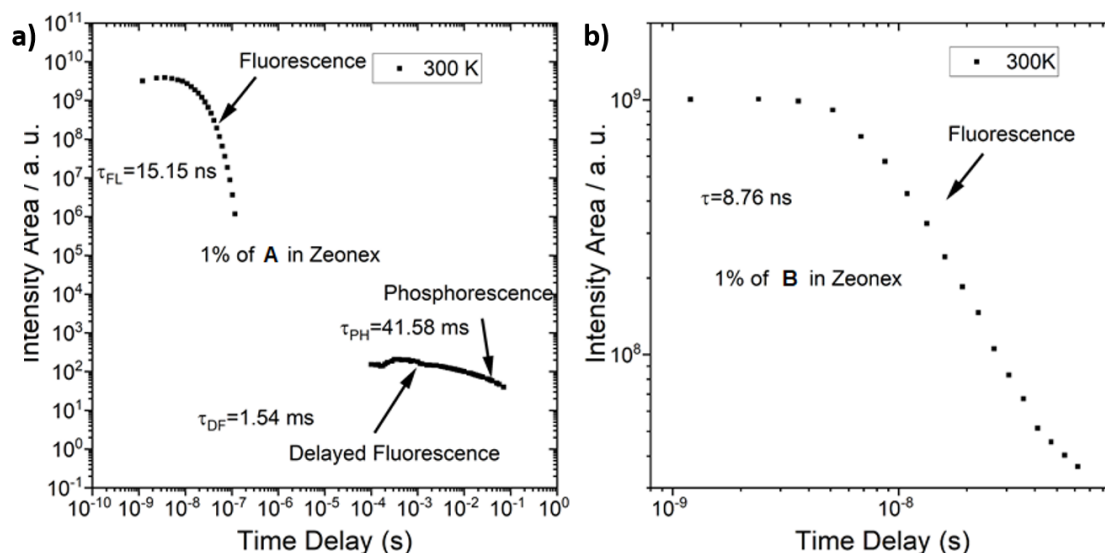 a)
Intensity Area / a. u.
10^11
10^10
10^9
10^8
10^7
10^6
10^5
10^4
10^3
10^2
10^1
10^0
10^-1
Fluorescence
300 K
τFL=15.15 ns
1% of A in Zeonex
Phosphorescence
τPH=41.58 ms
τDF=1.54 ms
Delayed Fluorescence
10^-10 10^-9 10^-8 10^-7 10^-6 10^-5 10^-4 10^-3 10^-2 10^-1 10^0
Time Delay (s)
b)
Intensity Area / a. u.
10^9
10^8
300K
Fluorescence
τ=8.76 ns
1% of B in Zeonex
10^-9 10^-8
Time Delay (s)